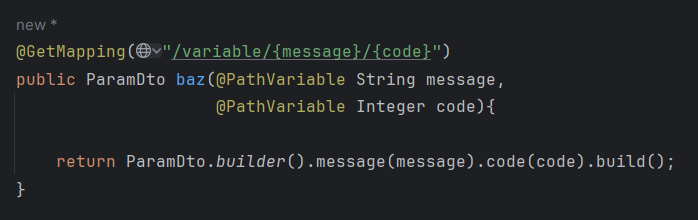 new *
@GetMapping("/variable/{message}/{code}")
public ParamDto baz(@PathVariable String message,
@PathVariable Integer code){
return ParamDto.builder().message(message).code(code).build();
}